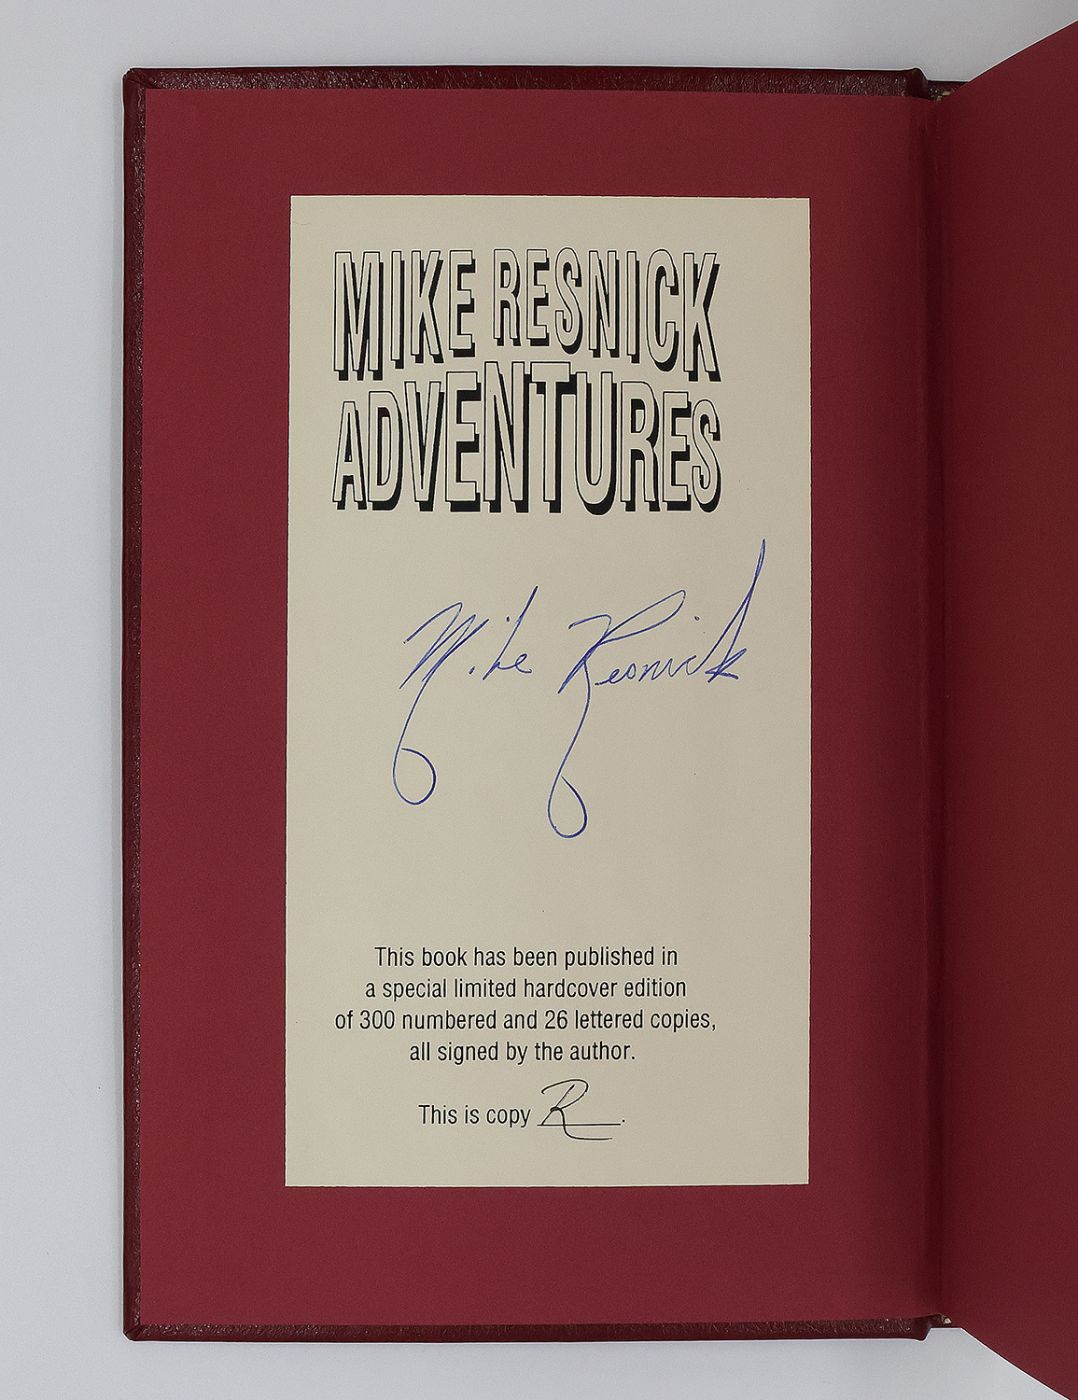 MIKE RESNICK
ADVENTURES
Mike Resnick
This book has been published in
a special limited hardcover edition
of 300 numbered and 26 lettered copies,
all signed by the author.
This is copy R.